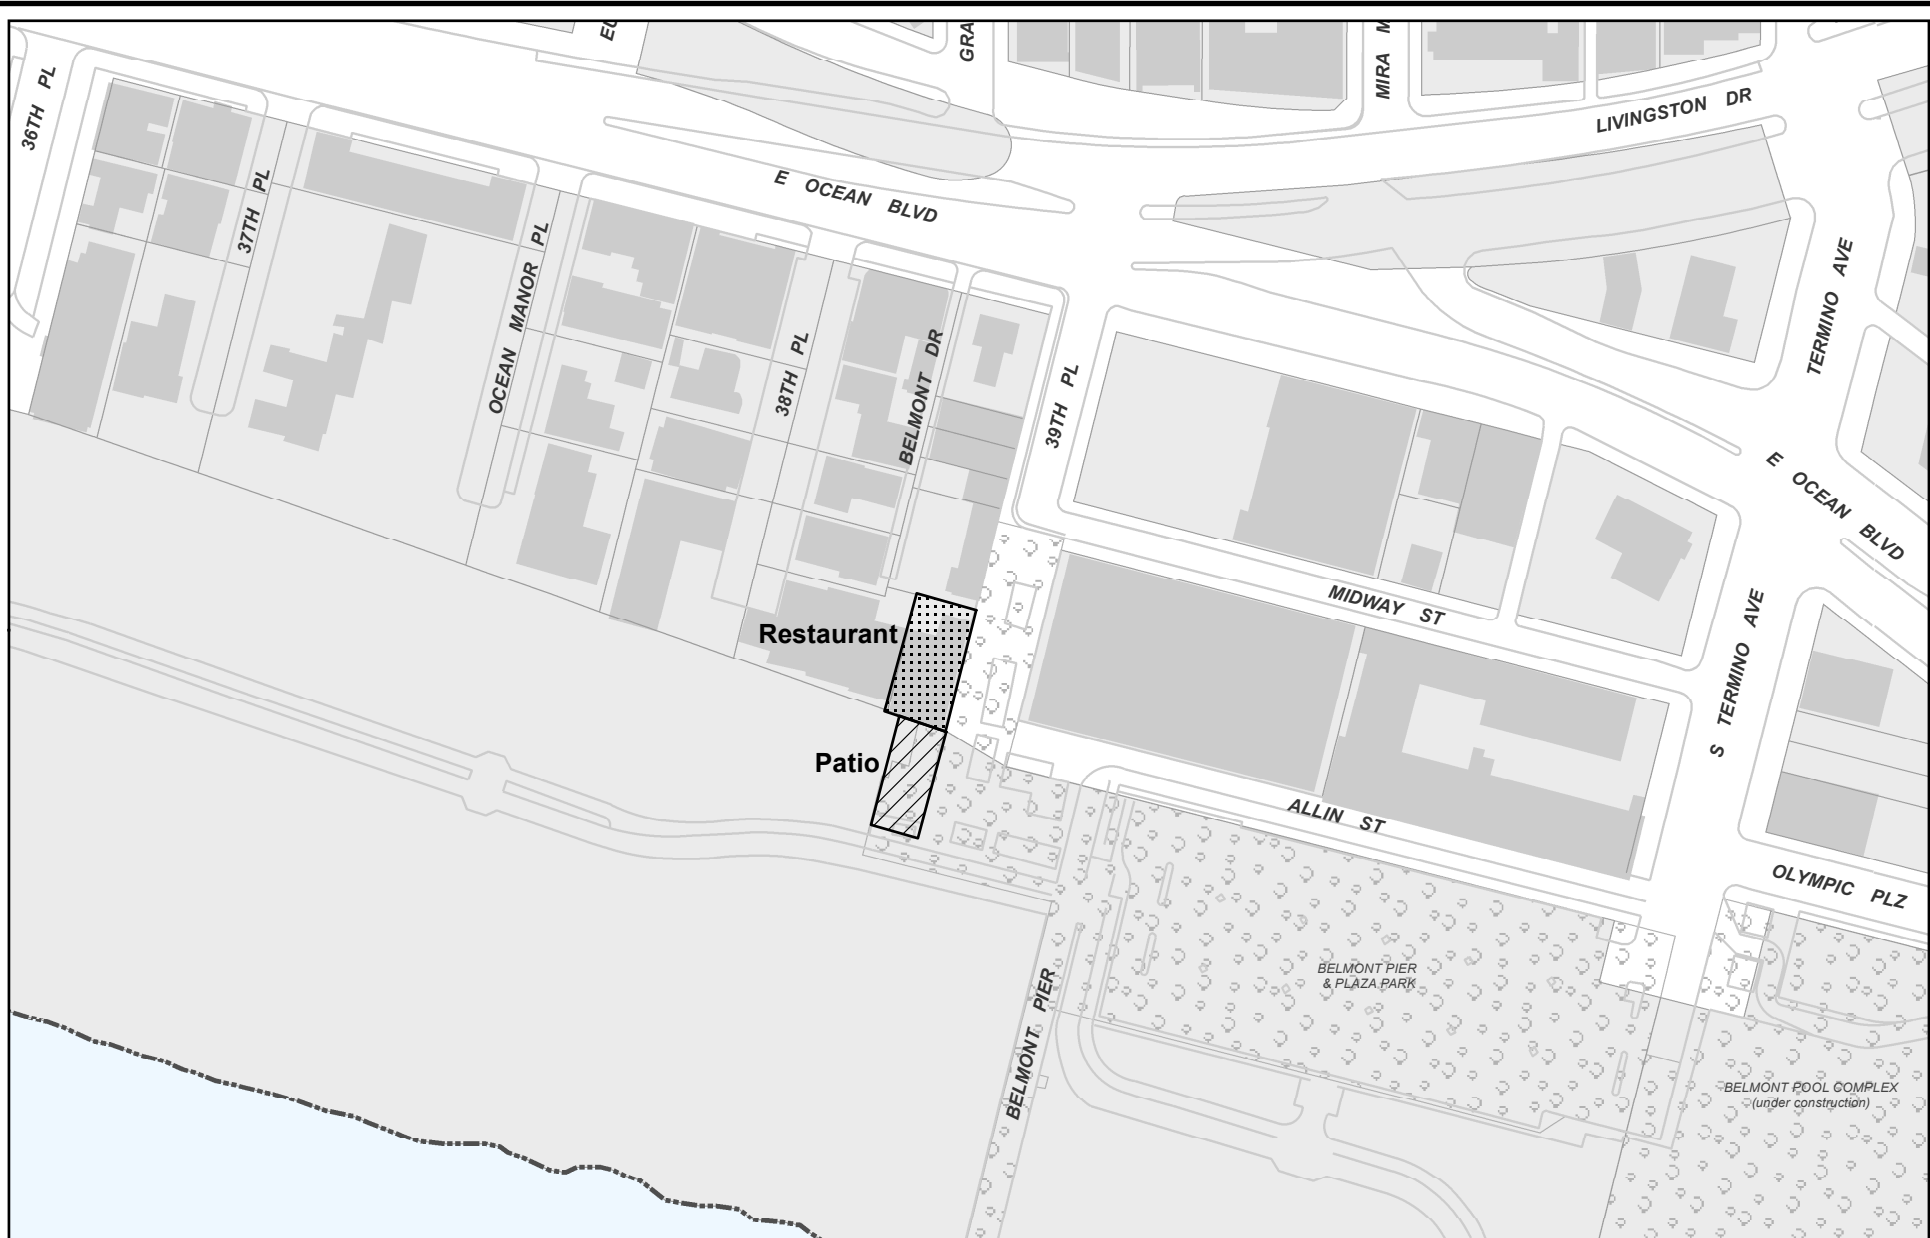 36TH PL
37TH PL
OCEAN MANOR PL
38TH PL
BELMONT DR
39TH PL
E OCEAN BLVD
LIVINGSTON DR
TERMINO AVE
E OCEAN BLVD
MIDWAY ST
S TERMINO AVE
Restaurant
Patio
ALLIN ST
OLYMPIC PLZ
BELMONT PIER
BELMONT PIER
& PLAZA PARK
BELMONT POOL COMPLEX
(under construction)
MIRA